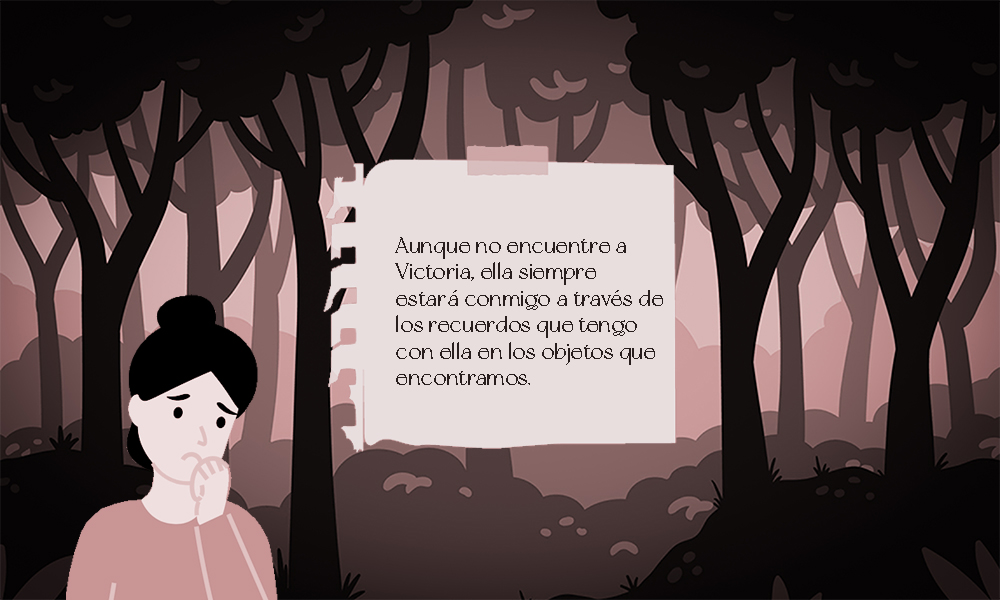 Aunque no encuentre a
Victoria, ella siempre
estará conmigo a través de
los recuerdos que tengo
con ella en los objetos que
encontramos.